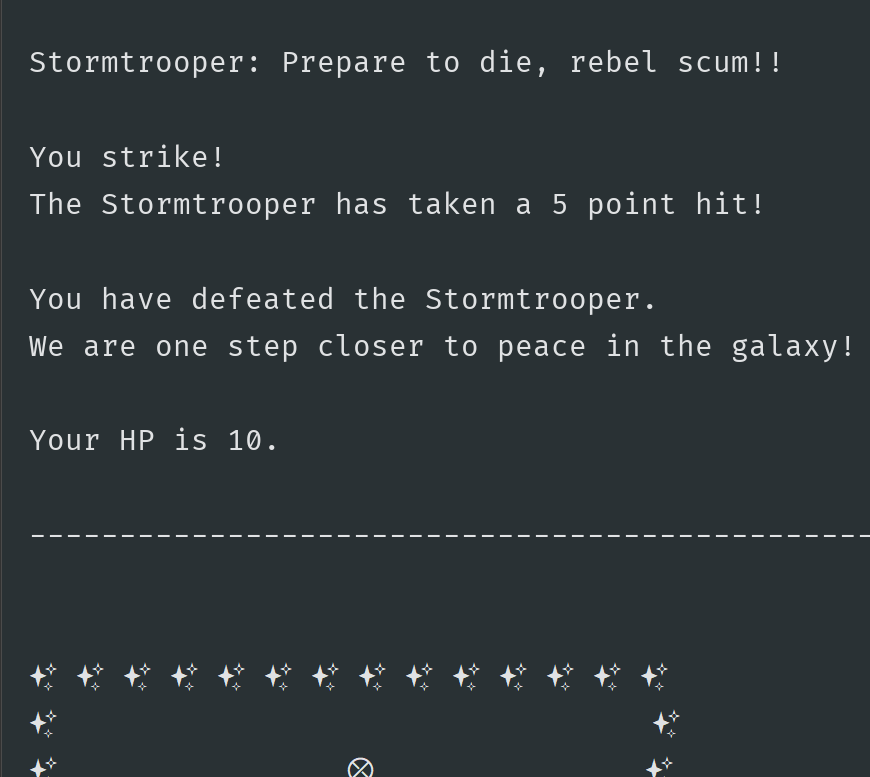 Stormtrooper: Prepare to die, rebel scum!!
You strike!
The Stormtrooper has taken a 5 point hit!
You have defeated the Stormtrooper.
We are one step closer to peace in the galaxy!
Your HP is 10.
-----------------------------------------------
✨ ✨ ✨ ✨ ✨ ✨ ✨ ✨ ✨ ✨ ✨ ✨ ✨ ✨
✨ ✨
✨ ⨂ ✨